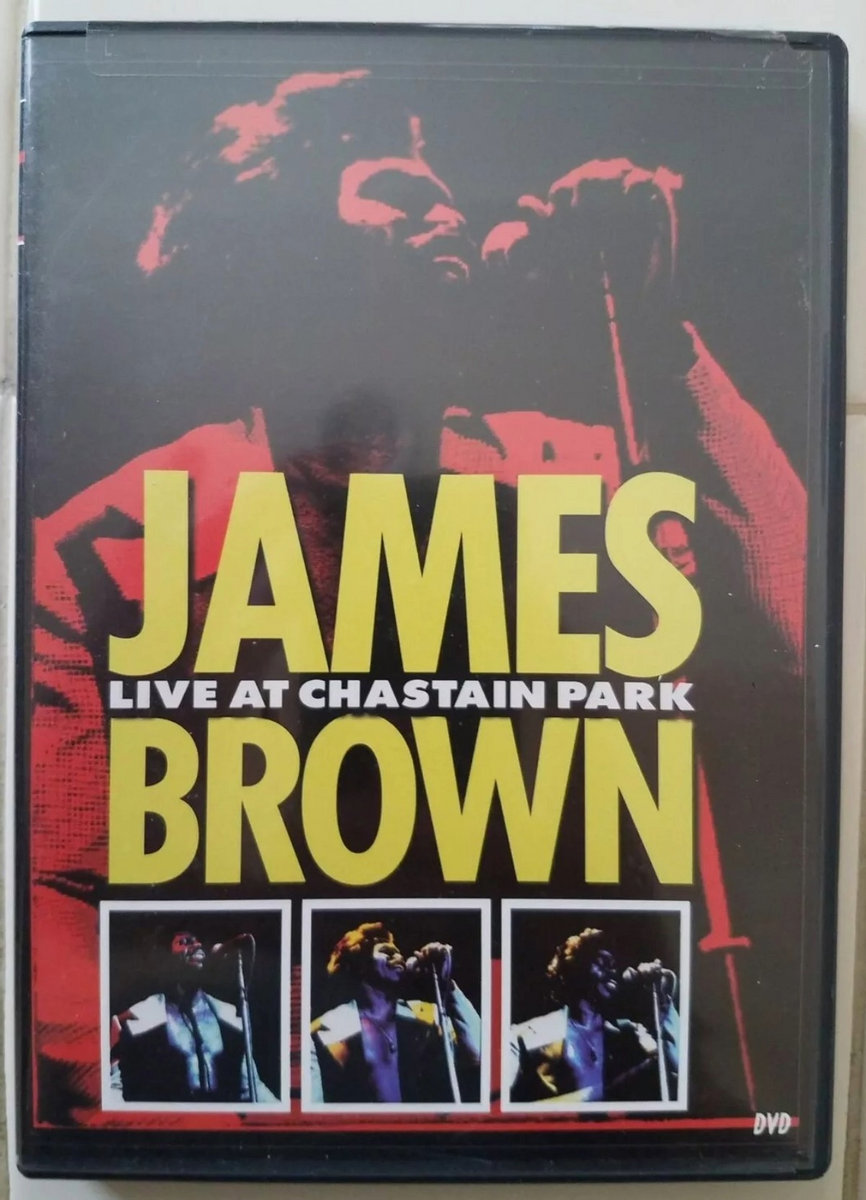 JAMES
LIVE AT CHASTAIN PARK
BROWN
DVD